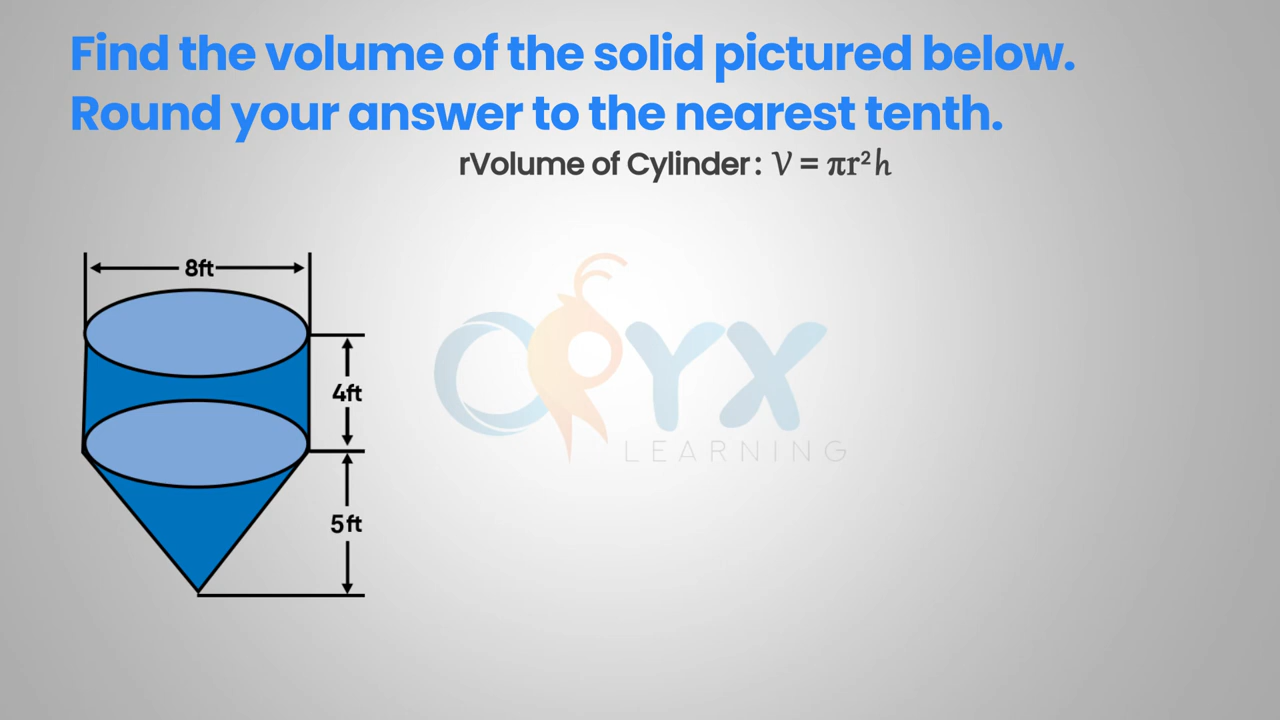 Find the volume of the solid pictured below.
Round your answer to the nearest tenth.
rVolume of Cylinder: V = πr²h
8ft
4ft
5ft
ORYX
LEARNING